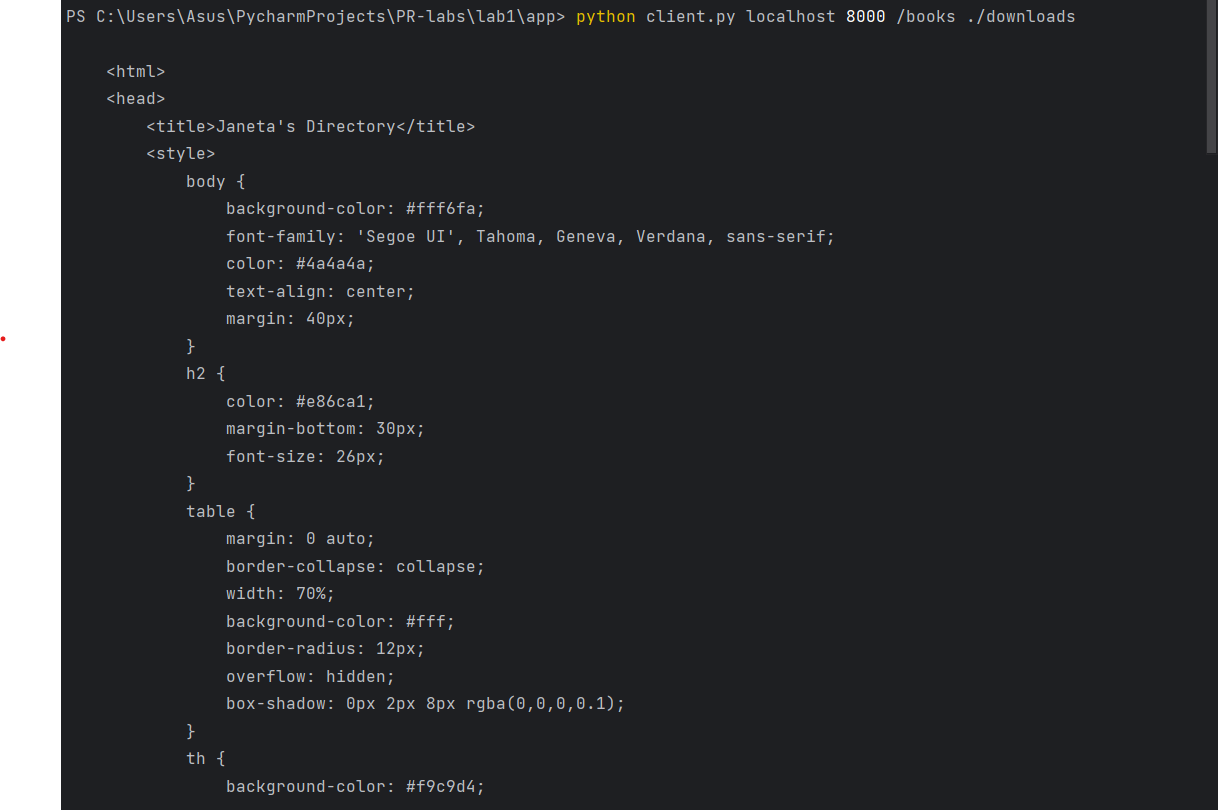 PS C:\Users\Asus\PycharmProjects\PR-labs\lab1\app> python client.py localhost 8000 /books ./downloads
<html>
<head>
<title>Janeta's Directory</title>
<style>
body {
background-color: #fff6fa;
font-family: 'Segoe UI', Tahoma, Geneva, Verdana, sans-serif;
color: #4a4a4a;
text-align: center;
margin: 40px;
}
h2 {
color: #e86ca1;
margin-bottom: 30px;
font-size: 26px;
}
table {
margin: 0 auto;
border-collapse: collapse;
width: 70%;
background-color: #fff;
border-radius: 12px;
overflow: hidden;
box-shadow: 0px 2px 8px rgba(0,0,0,0.1);
}
th {
background-color: #f9c9d4;